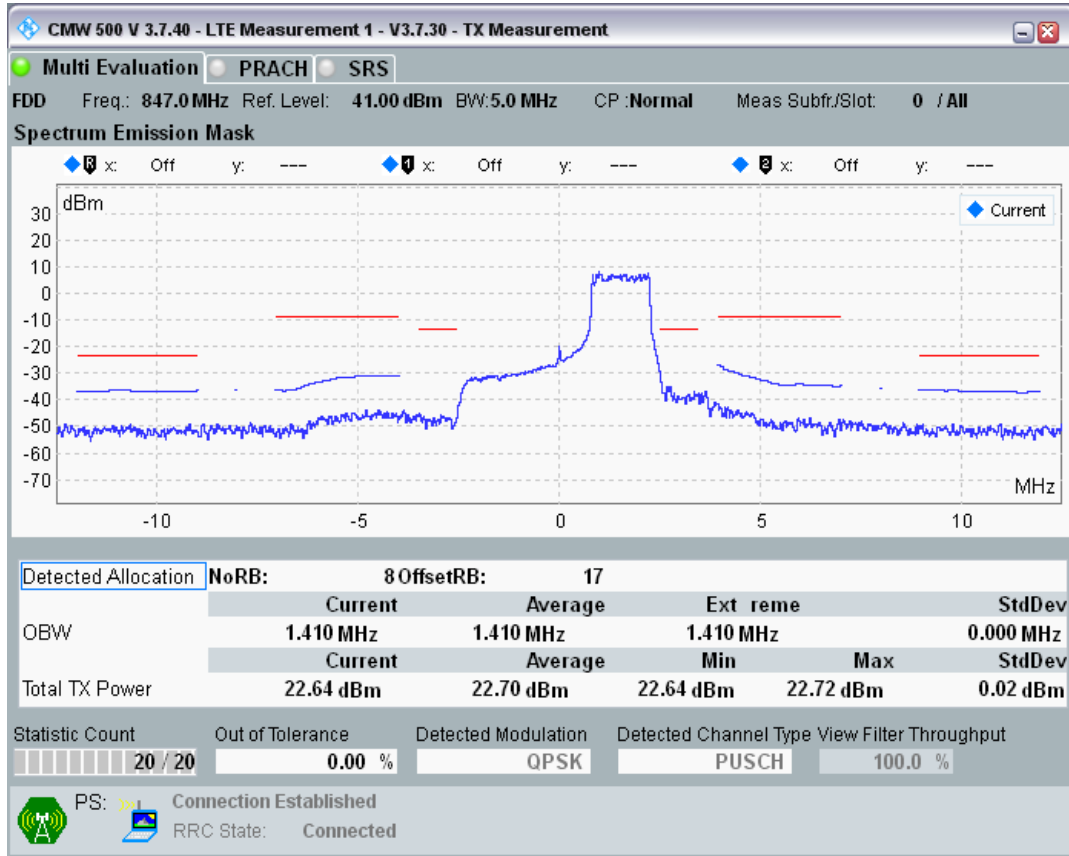 CMW 500 V 3.7.40 - LTE Measurement 1 - V3.7.30 - TX Measurement
Multi Evaluation PRACH SRS
FDD Freq.: 847.0 MHz Ref. Level: 41.00 dBm BW: 5.0 MHz CP : Normal Meas Subfr./Slot: 0 / All
Spectrum Emission Mask
R x: Off y: --- 1 x: Off y: --- 2 x: Off y: ---
dBm
Current
30
20
10
0
-10
-20
-30
-40
-50
-60
-70
MHz
-10 -5 0 5 10
Detected Allocation NoRB: 8 OffsetRB: 17
Current Average Ext reme StdDev
OBW 1.410 MHz 1.410 MHz 1.410 MHz 0.000 MHz
Current Average Min Max StdDev
Total TX Power 22.64 dBm 22.70 dBm 22.64 dBm 22.72 dBm 0.02 dBm
Statistic Count Out of Tolerance Detected Modulation Detected Channel Type View Filter Throughput
20 / 20 0.00 % QPSK PUSCH 100.0 %
PS: Connection Established
RRC State: Connected